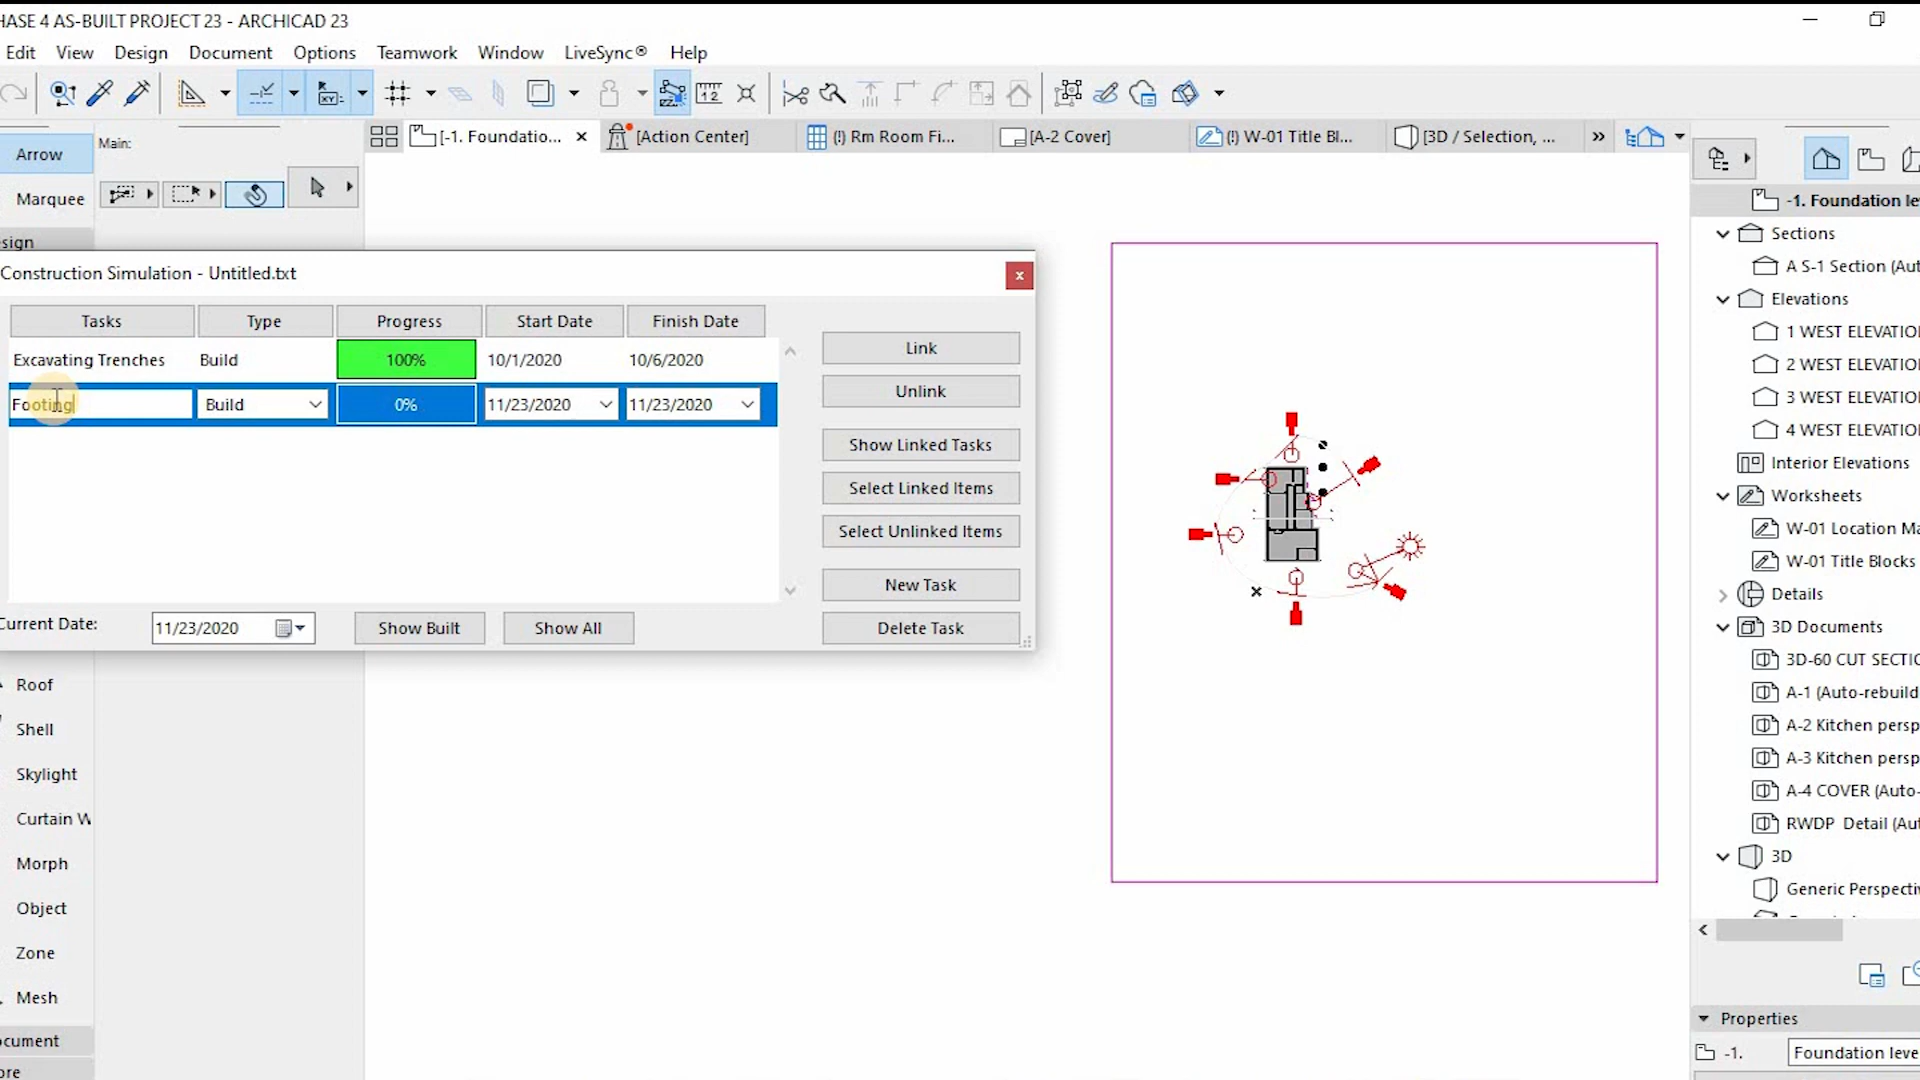 HASE 4 AS-BUILT PROJECT 23 - ARCHICAD 23
Edit View Design Document Options Teamwork Window LiveSync® Help
Arrow
Main:
[-1. Foundatio...
[Action Center]
(!) Rm Room Fi...
[A-2 Cover]
(!) W-01 Title Bl...
[3D / Selection, ...
Marquee
esign
Construction Simulation - Untitled.txt
Tasks Type Progress Start Date Finish Date
Excavating Trenches Build 100% 10/1/2020 10/6/2020
Footing Build 0% 11/23/2020 11/23/2020
Link
Unlink
Show Linked Tasks
Select Linked Items
Select Unlinked Items
New Task
Delete Task
Current Date: 11/23/2020 Show Built Show All
Roof
Shell
Skylight
Curtain W
Morph
Object
Zone
Mesh
ocument
ore
-1. Foundation le
Sections
A S-1 Section (Aut
Elevations
1 WEST ELEVATIO
2 WEST ELEVATIO
3 WEST ELEVATIO
4 WEST ELEVATIO
Interior Elevations
Worksheets
W-01 Location Ma
W-01 Title Blocks
Details
3D Documents
3D-60 CUT SECTIO
A-1 (Auto-rebuild
A-2 Kitchen persp
A-3 Kitchen persp
A-4 COVER (Auto-
RWDP Detail (Aut
3D
Generic Perspecti
Properties
-1. Foundation leve